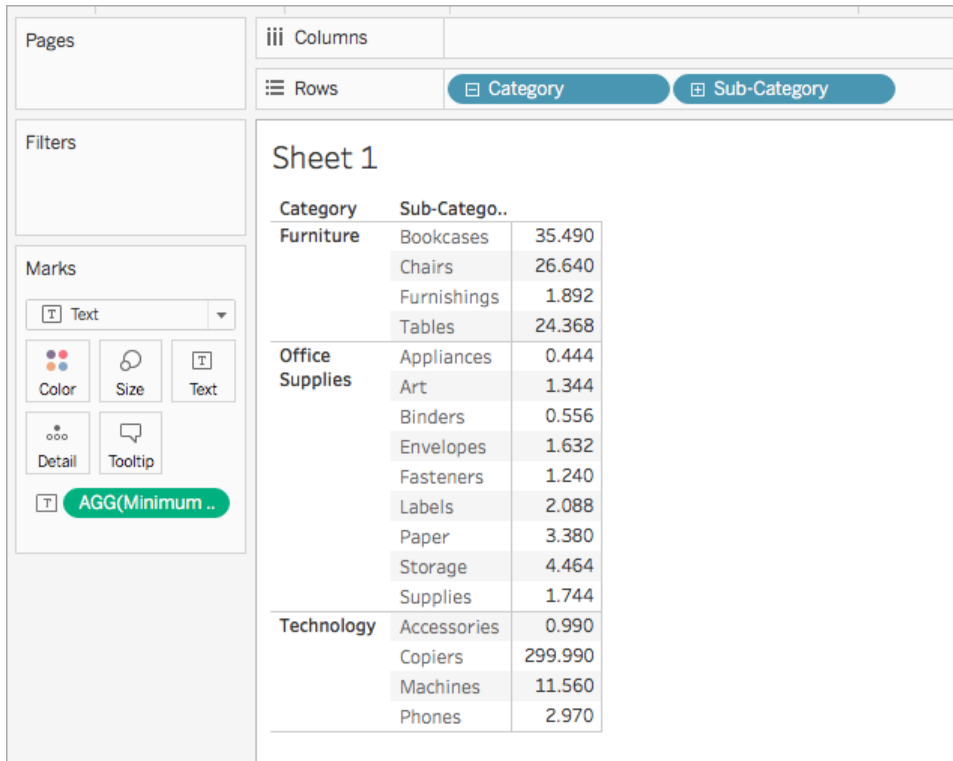 Pages
Columns
Rows
Category
Sub-Category
Filters
Marks
Text
Color
Size
Text
Detail
Tooltip
AGG(Minimum ..
Sheet 1
Category Sub-Catego..
Furniture Bookcases 35.490
Chairs 26.640
Furnishings 1.892
Tables 24.368
Office Supplies Appliances 0.444
Art 1.344
Binders 0.556
Envelopes 1.632
Fasteners 1.240
Labels 2.088
Paper 3.380
Storage 4.464
Supplies 1.744
Technology Accessories 0.990
Copiers 299.990
Machines 11.560
Phones 2.970